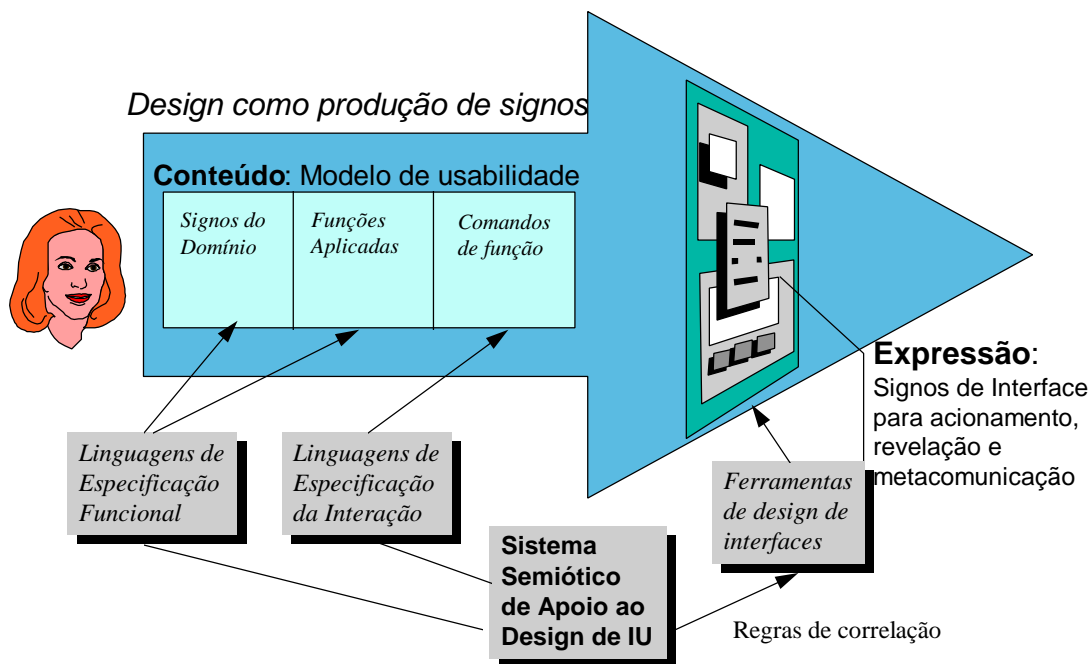 Design como produção de signos
Conteúdo: Modelo de usabilidade
Signos do
Domínio
Funções
Aplicadas
Comandos
de função
Expressão:
Signos de Interface
para acionamento,
revelação e
metacomunicação
Linguagens de
Especificação
Funcional
Linguagens de
Especificação
da Interação
Ferramentas
de design de
interfaces
Sistema
Semiótico
de Apoio ao
Design de IU
Regras de correlação